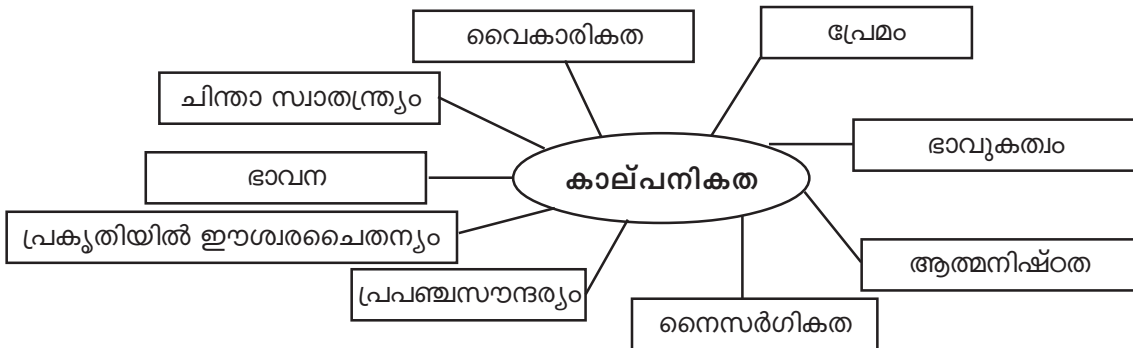 വൈകാരികത
പ്രേമം
ചിന്താ സ്വാതന്ത്ര്യം
ഭാവുകത്വം
ഭാവന
കാല്പനികത
പ്രകൃതിയിൽ ഈശ്വരചൈതന്യം
ആത്മനിഷ്ഠത
പ്രപഞ്ചസൗന്ദര്യം
നൈസർഗികത